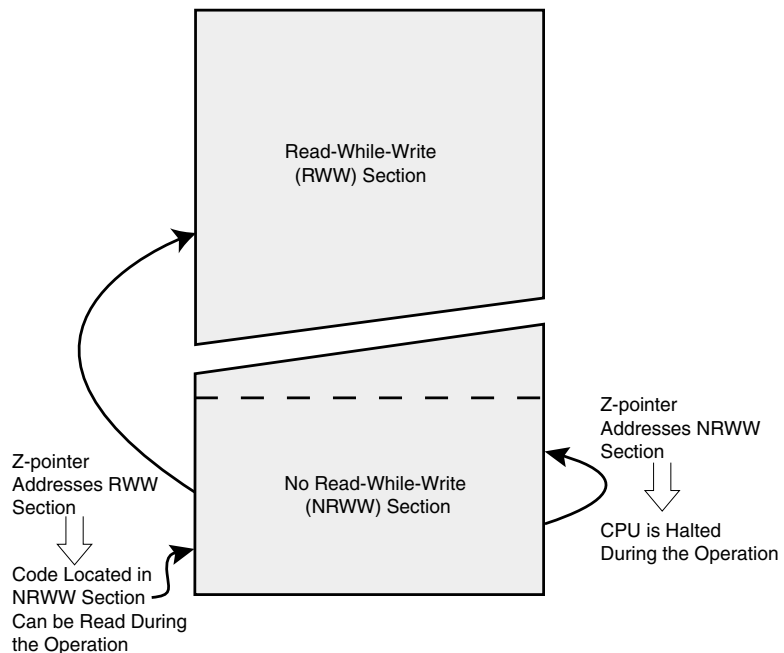 Read-While-Write
(RWW) Section
Z-pointer
Addresses NRWW
Section
No Read-While-Write
(NRWW) Section
CPU is Halted
During the Operation
Z-pointer
Addresses RWW
Section
Code Located in
NRWW Section
Can be Read During
the Operation